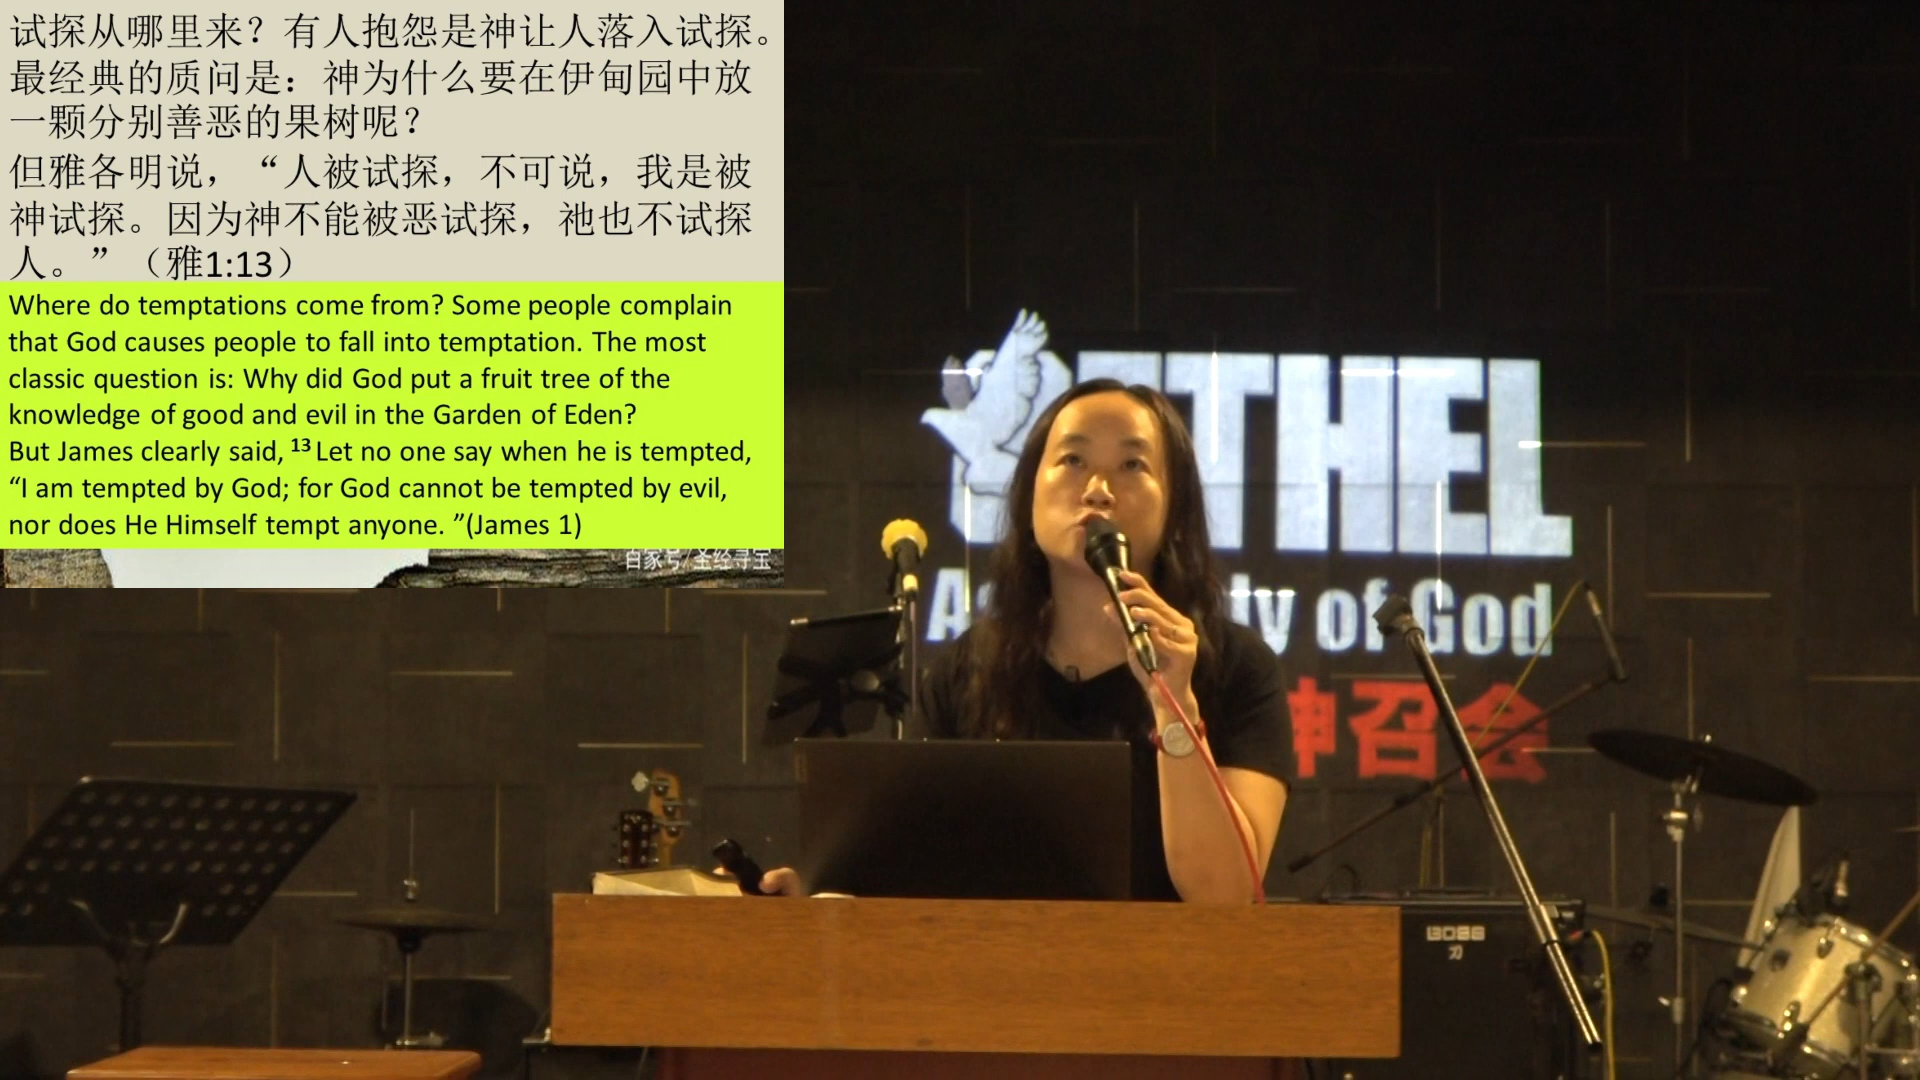 试探从哪里来？有人抱怨是神让人落入试探。
最经典的质问是：神为什么要在伊甸园中放
一颗分别善恶的果树呢？
但雅各明说，“人被试探，不可说，我是被
神试探。因为神不能被恶试探，祂也不试探
人。”（雅1:13）
Where do temptations come from? Some people complain
that God causes people to fall into temptation. The most
classic question is: Why did God put a fruit tree of the
knowledge of good and evil in the Garden of Eden?
But James clearly said, ¹³ Let no one say when he is tempted,
“I am tempted by God; for God cannot be tempted by evil,
nor does He Himself tempt anyone. ”(James 1)
百家号/圣经寻宝
THEL
of God
神召会
BOSS